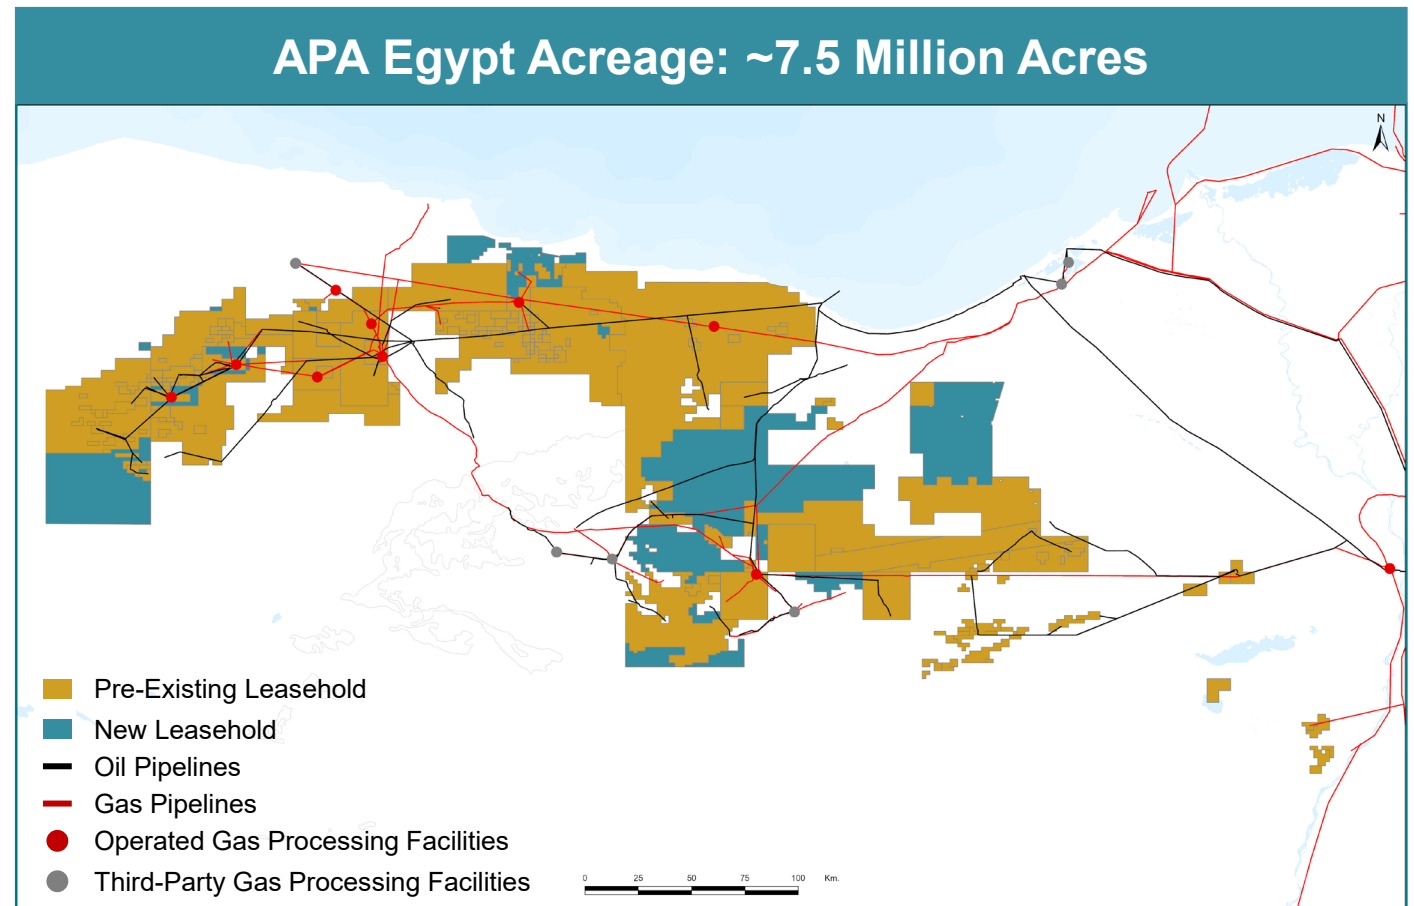 APA Egypt Acreage: ~7.5 Million Acres
N
Pre-Existing Leasehold
New Leasehold
Oil Pipelines
Gas Pipelines
Operated Gas Processing Facilities
Third-Party Gas Processing Facilities
0 25 50 75 100 Km.